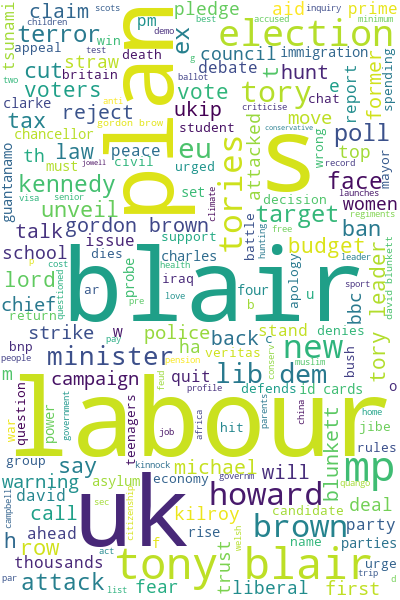 claim
terror
tsunami
children
scots
appeal
cut
voters
reject
tax
chancellor
th
law
guantanamo
kennedy
unveil
must
visa
senior
plan
death
pm
britain
straw
two
ex
win
pledge
aid
prime
election
council
immigration
accused
inquiry
minimum
best
test
demo
g
ballot
tory
hunt
debate
chat
report
former
spending
criticise
vote
ukip
e
t
anti
gordon brow
conservative
record
launches
jowell
move
wrong
poll
top
mayor
peace
civil
urged
student
attacked
eu
set
s
decision
face
women
climate
battle
hunting
free
regiments
leader
david blunkett
tories
target
ban
talk
gordon brown
issue
support
school
dies
charles
probe
iraq
love
health
cost
p
lord
chief
return
questioned
ar
pre
blair
four
b
apology
u
budget
bbc
sport
tory leader
strike
w
bnp
people
pay
minister
police
ha
veritas
back
c
conserv
stand
bush
denies
muslim
new
m
campaign
quit
lib dem
defends
id cards
o
war
question
power
government
teenagers
pension
feud
profile
job
africa
parents
china
home
labour
kinnock
hit
governm
group
say
michael
will
blunkett
jibe
rules
mp
quango
warning
david
asylum
economy
campbell
call
uk
citizenship
sec
howard
deal
h
ahead
kilroy
candidate
party
row
f
rise
welsh
brown
name
parties
thousands
act
trust
urge
par
attack
list
fear
tony blair
liberal
first
trip
d